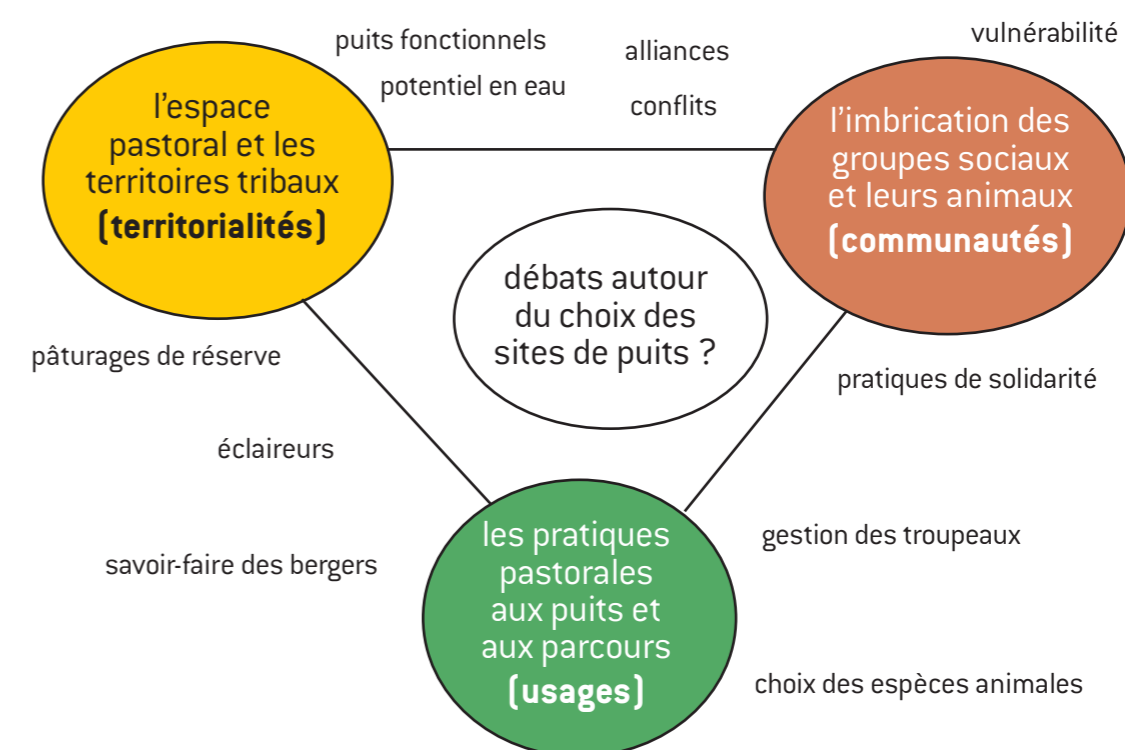 puits fonctionnels
potentiel en eau
alliances
conflits
vulnérabilité
l'espace
pastoral et les
territoires tribaux
(territorialités)
l'imbrication des
groupes sociaux
et leurs animaux
(communautés)
débats autour
du choix des
sites de puits ?
pâturages de réserve
éclaireurs
savoir-faire des bergers
pratiques de solidarité
gestion des troupeaux
choix des espèces animales
les pratiques
pastorales
aux puits et
aux parcours
(usages)